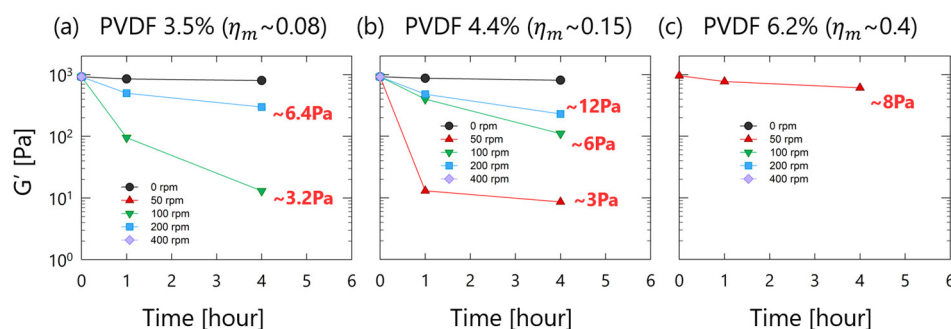 (a) PVDF 3.5% (η_m~0.08)
(b) PVDF 4.4% (η_m~0.15)
(c) PVDF 6.2% (η_m~0.4)
G′ [Pa]
10³
10²
10¹
10⁰
~6.4Pa
~3.2Pa
0 rpm
50 rpm
100 rpm
200 rpm
400 rpm
0 1 2 3 4 5 6
Time [hour]
~12Pa
~6Pa
~3Pa
0 rpm
50 rpm
100 rpm
200 rpm
400 rpm
0 1 2 3 4 5 6
Time [hour]
~8Pa
0 rpm
50 rpm
100 rpm
200 rpm
400 rpm
0 1 2 3 4 5 6
Time [hour]